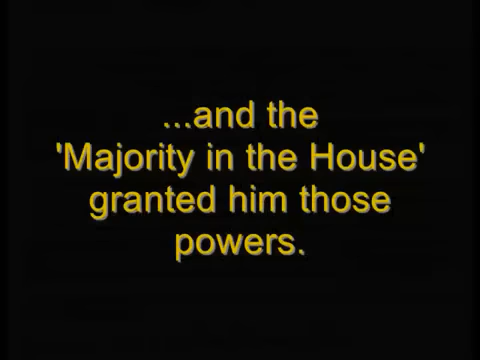 ...and the
'Majority in the House'
granted him those
powers.